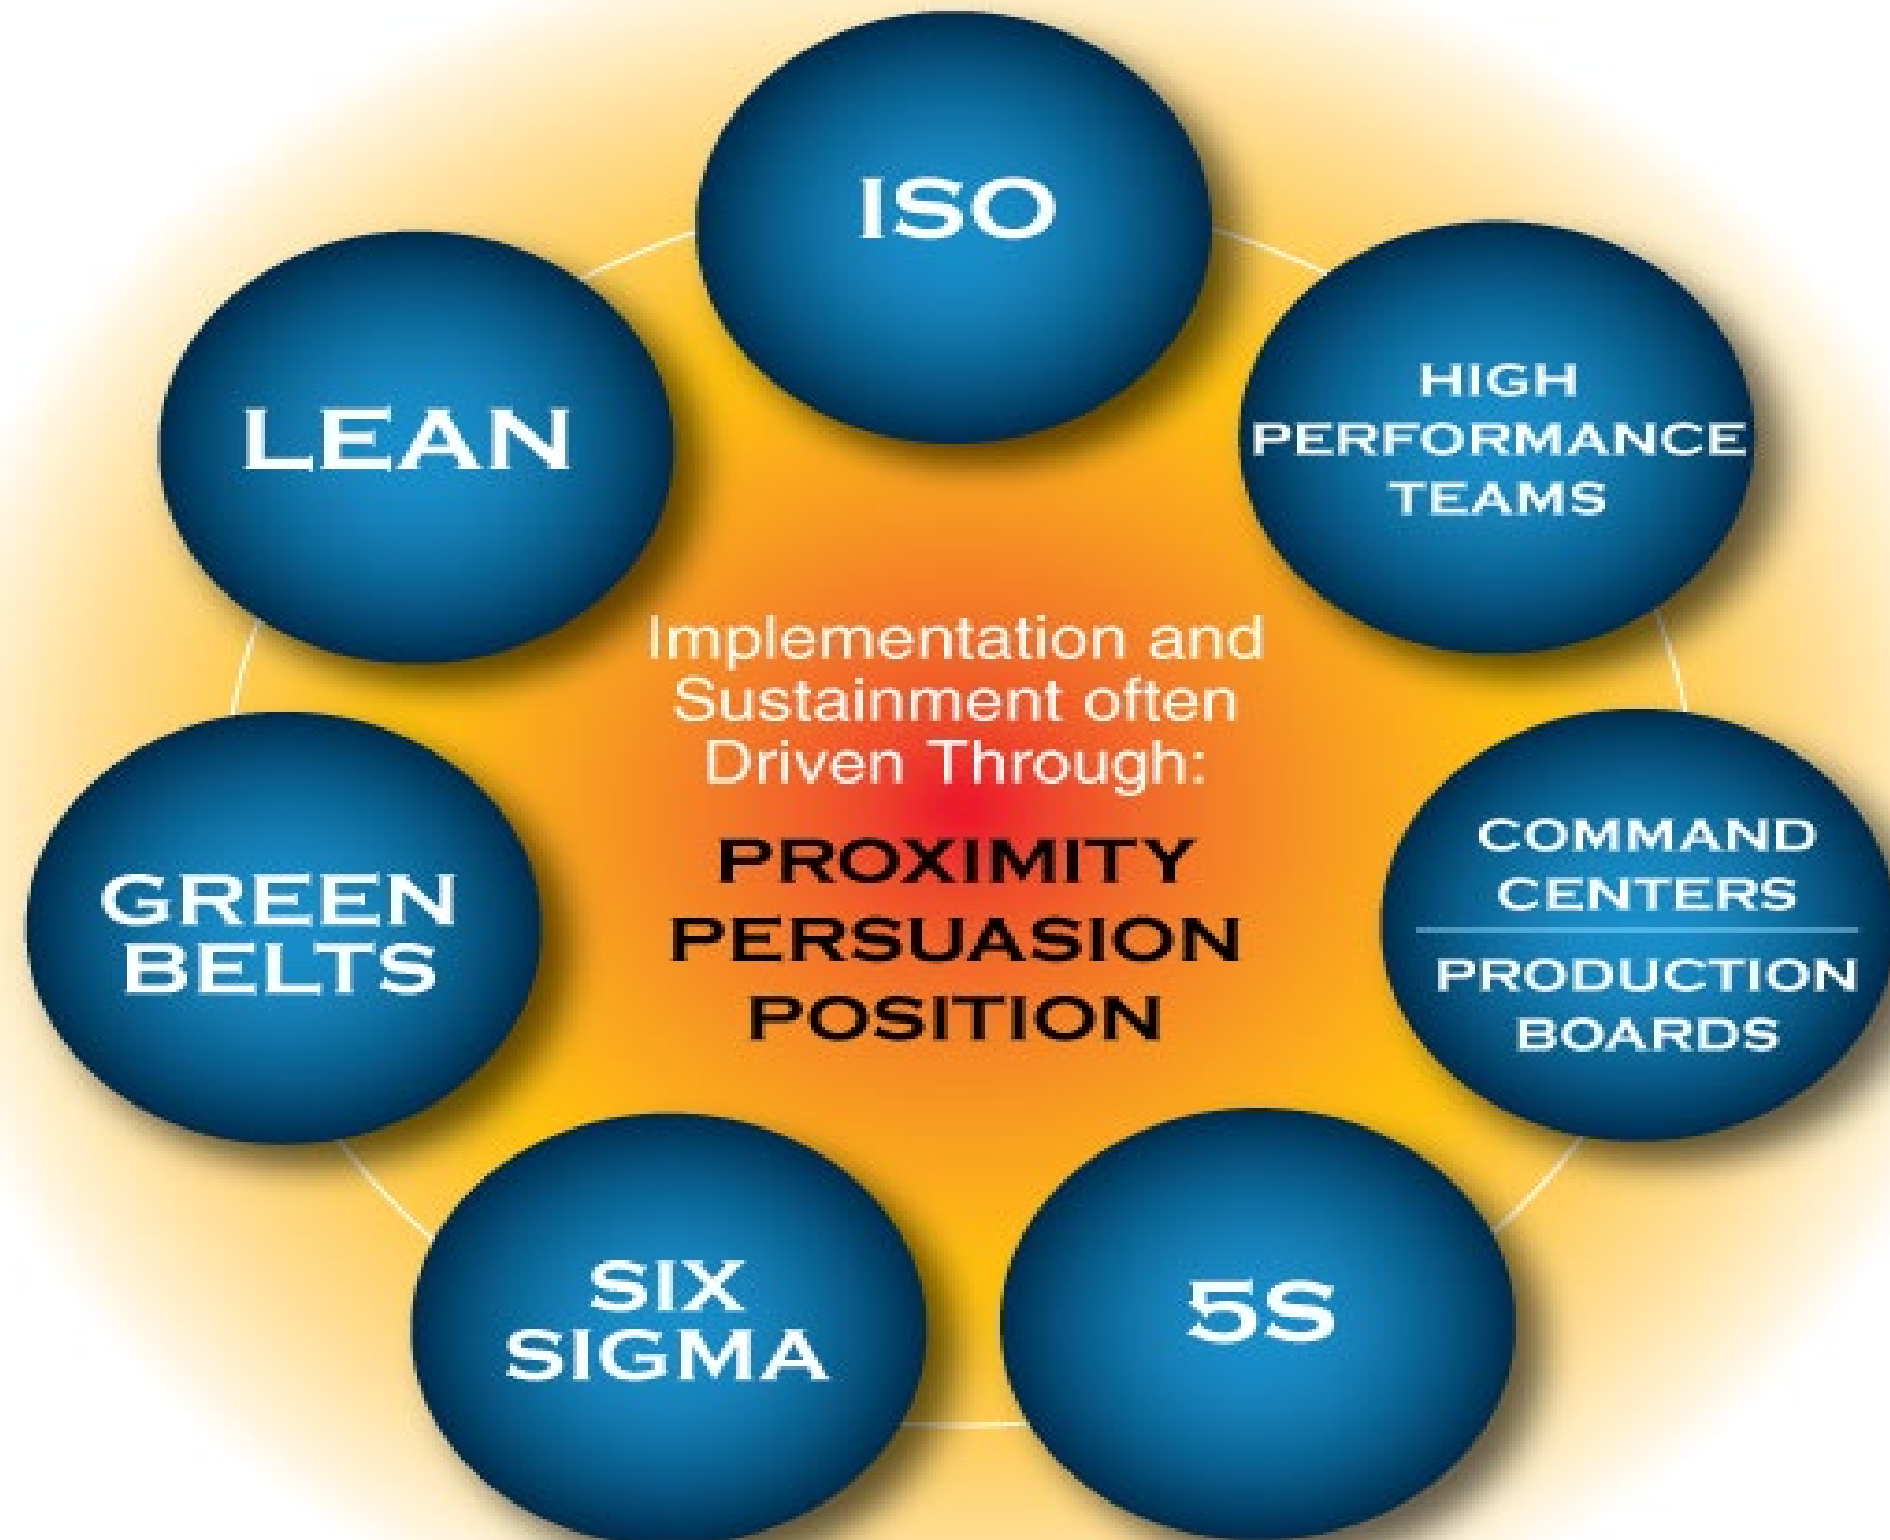 ISO
HIGH
PERFORMANCE
TEAMS
COMMAND
CENTERS
PRODUCTION
BOARDS
5S
SIX
SIGMA
GREEN
BELTS
LEAN
Implementation and
Sustainment often
Driven Through:
PROXIMITY
PERSUASION
POSITION